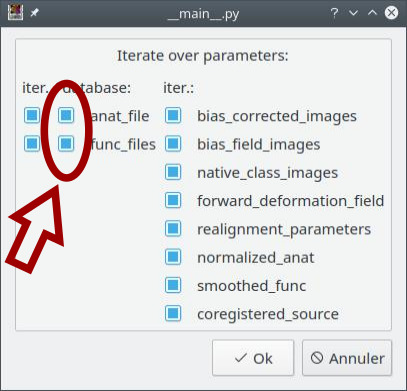 __main__.py
Iterate over parameters:
iter.. database: iter.:
anat_file bias_corrected_images
func_files bias_field_images
native_class_images
forward_deformation_field
realignment_parameters
normalized_anat
smoothed_func
coregistered_source
Ok Annuler